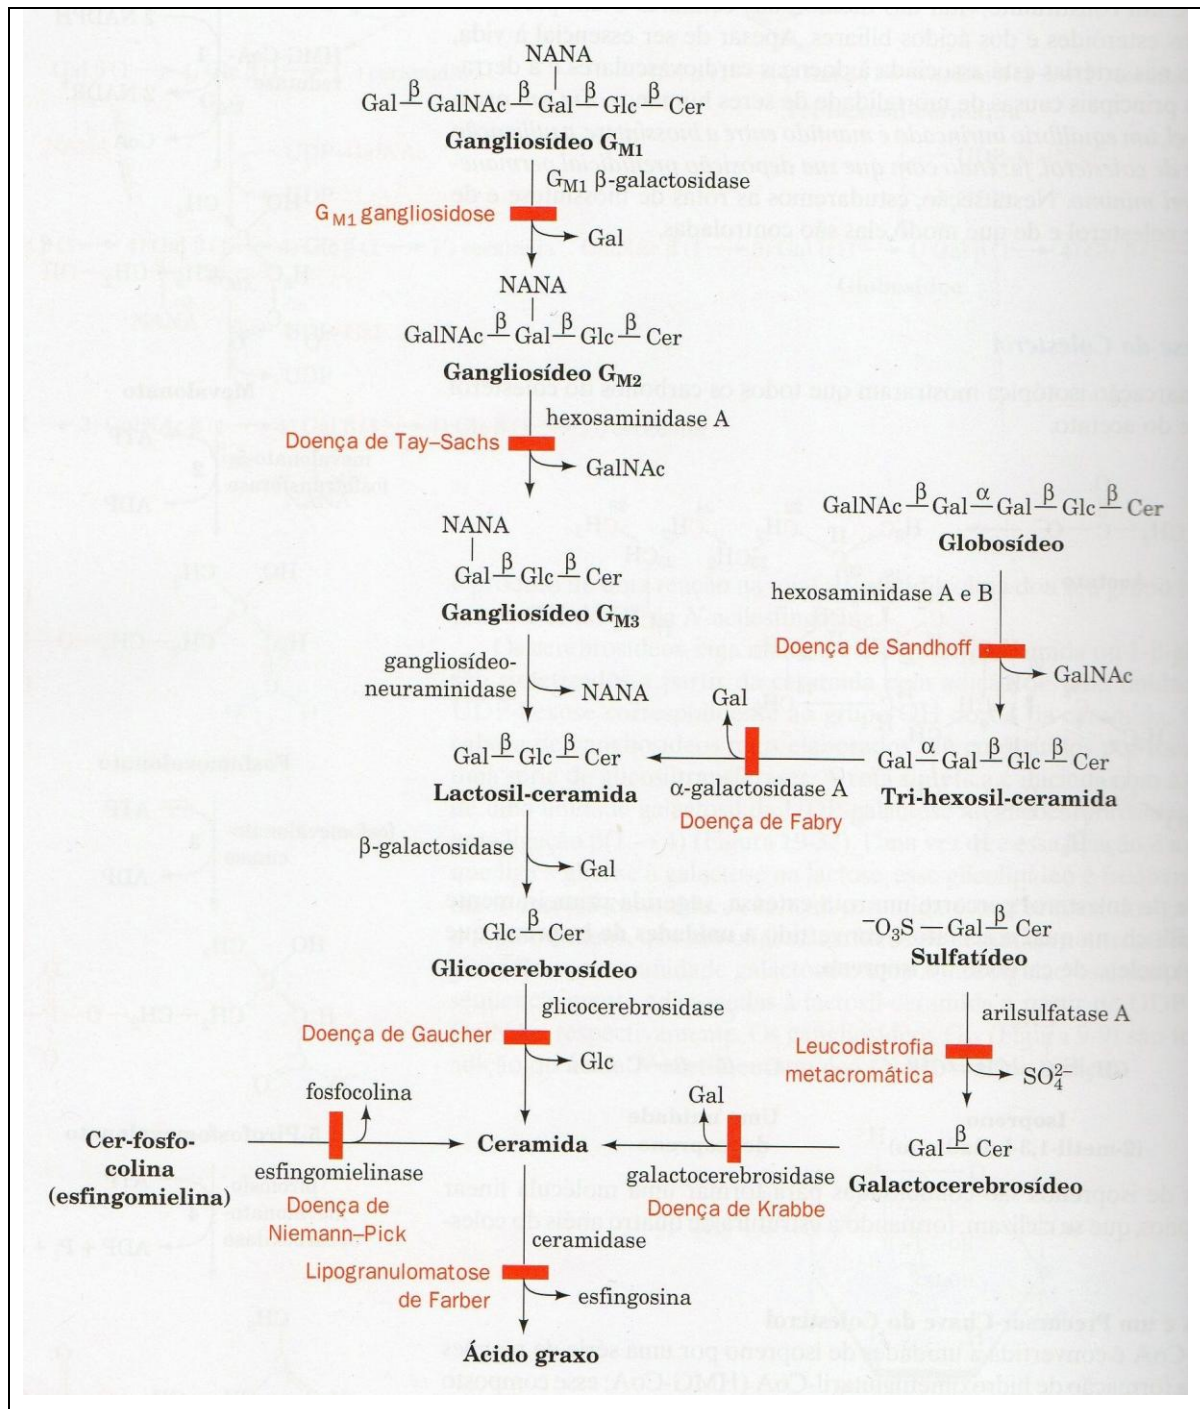 NANA
Gal β GalNAc β Gal β Glc β Cer
Gangliosídeo GM1
GM1 β-galactosidase
GM1 gangliosidose
Gal
NANA
GalNAc β Gal β Glc β Cer
Gangliosídeo GM2
hexosaminidase A
Doença de Tay–Sachs
GalNAc
NANA
Gal β Glc β Cer
Gangliosídeo GM3
gangliosídeo-
neuraminidase
NANA
GalNAc β Gal α Gal β Glc β Cer
Globosídeo
hexosaminidase A e B
Doença de Sandhoff
GalNAc
Gal α Gal β Glc β Cer
Tri-hexosil-ceramida
Gal
α-galactosidase A
Doença de Fabry
Gal β Glc β Cer
Lactosil-ceramida
β-galactosidase
Gal
Glc β Cer
Glicocerebrosídeo
glicocerebrosidase
Doença de Gaucher
Glc
⁻O3S — Gal β Cer
Sulfatídeo
arilsulfatase A
Leucodistrofia
metacromática
SO4 2–
Gal β Cer
Galactocerebrosídeo
Gal
galactocerebrosidase
Doença de Krabbe
fosfocolina
Cer-fosfo-
colina
(esfingomielina)
esfingomielinase
Doença de
Niemann–Pick
Ceramida
ceramidase
Lipogranulomatose
de Farber
esfingosina
Ácido graxo